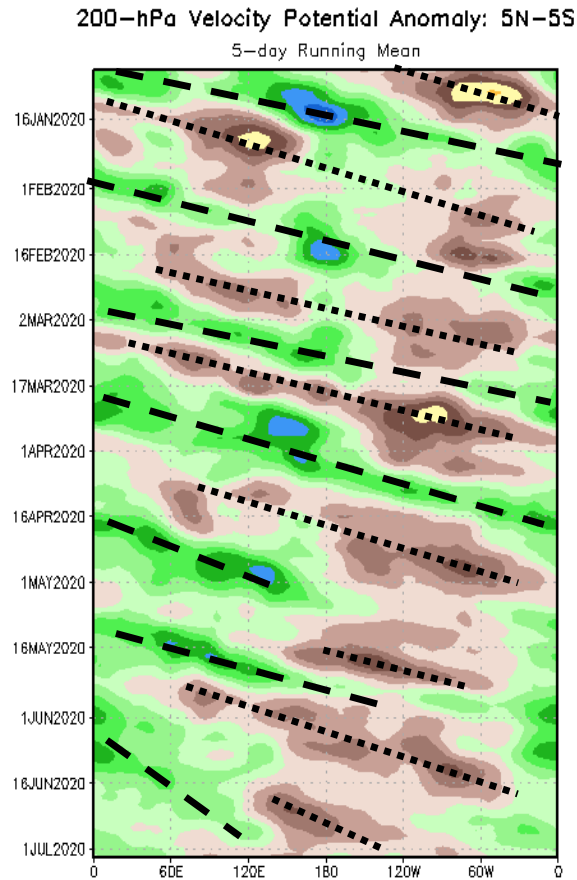 200-hPa Velocity Potential Anomaly: 5N-5S
5-day Running Mean
16JAN2020
1FEB2020
16FEB2020
2MAR2020
17MAR2020
1APR2020
16APR2020
1MAY2020
16MAY2020
1JUN2020
16JUN2020
1JUL2020
0 60E 120E 180 120W 60W 0